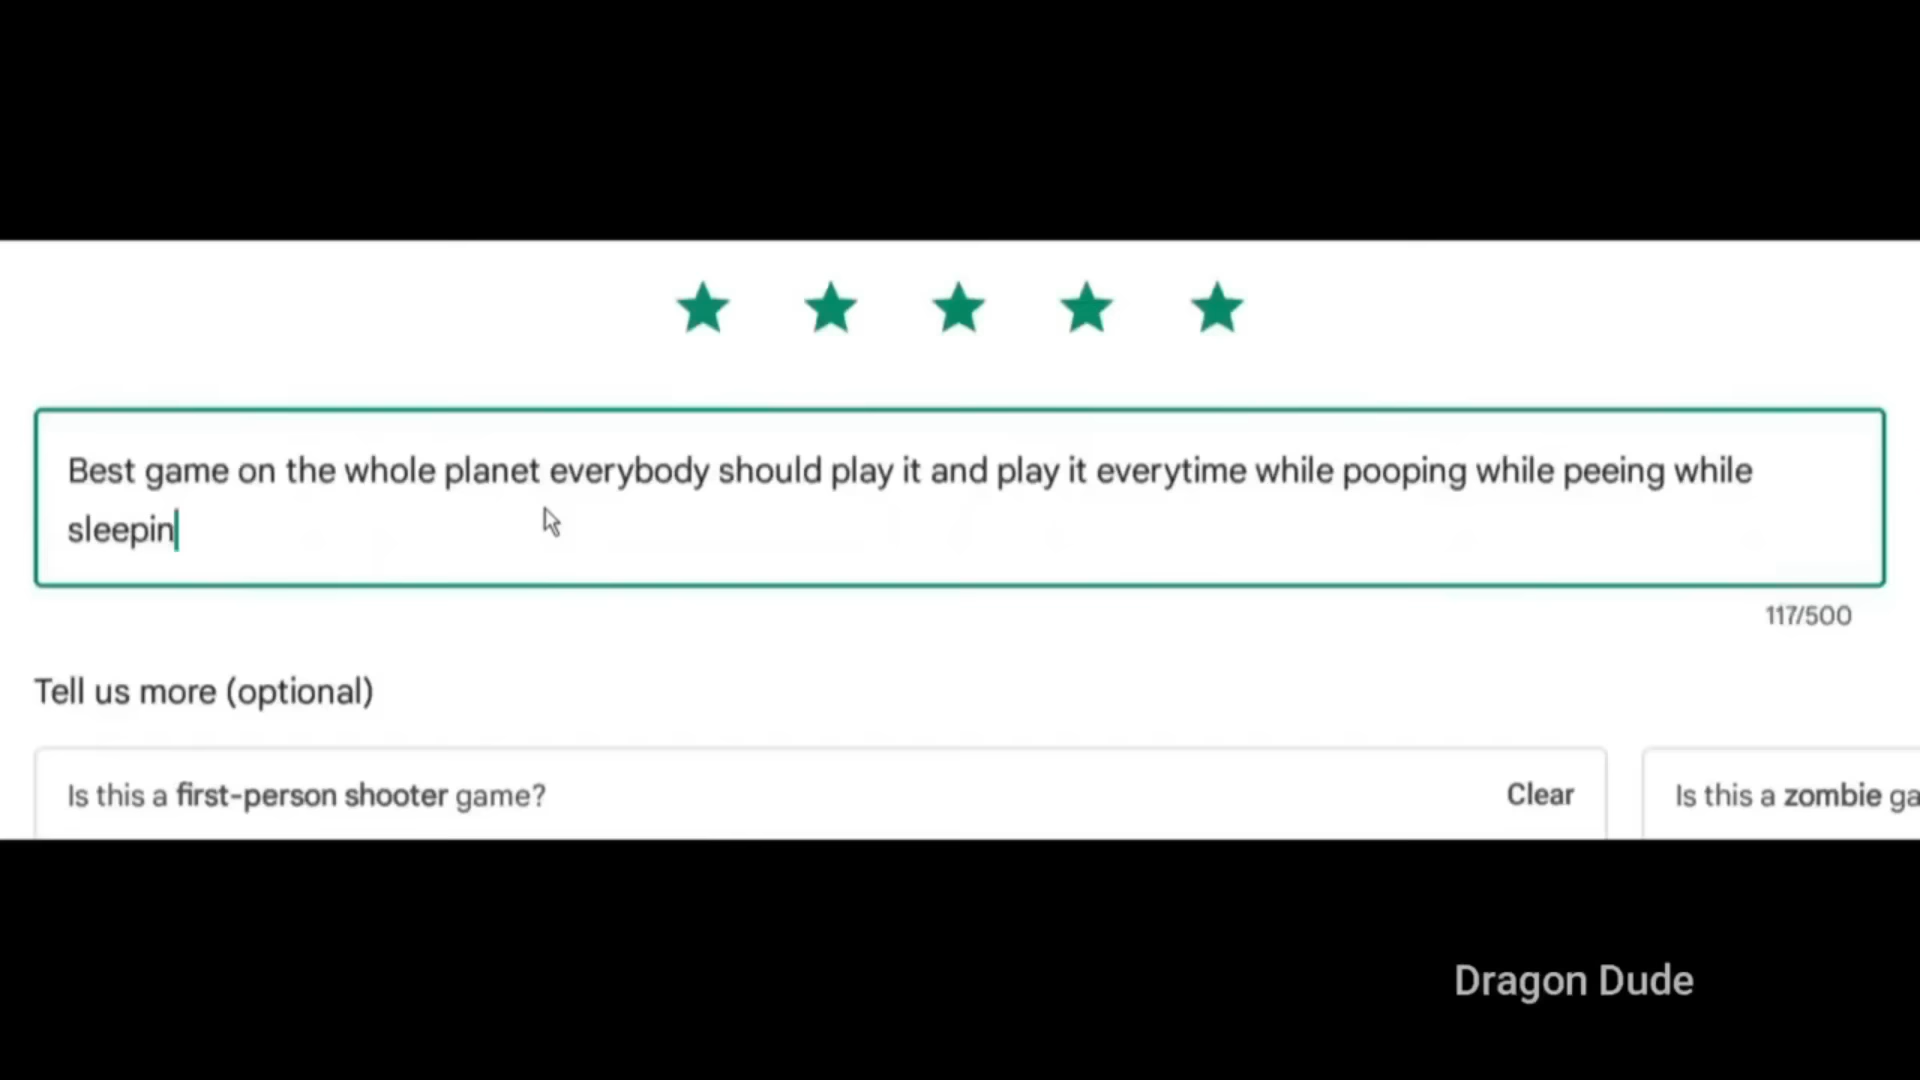 Best game on the whole planet everybody should play it and play it everytime while pooping while peeing while
sleepin
117/500
Tell us more (optional)
Is this a first-person shooter game?
Clear
Is this a zombie ga
Dragon Dude